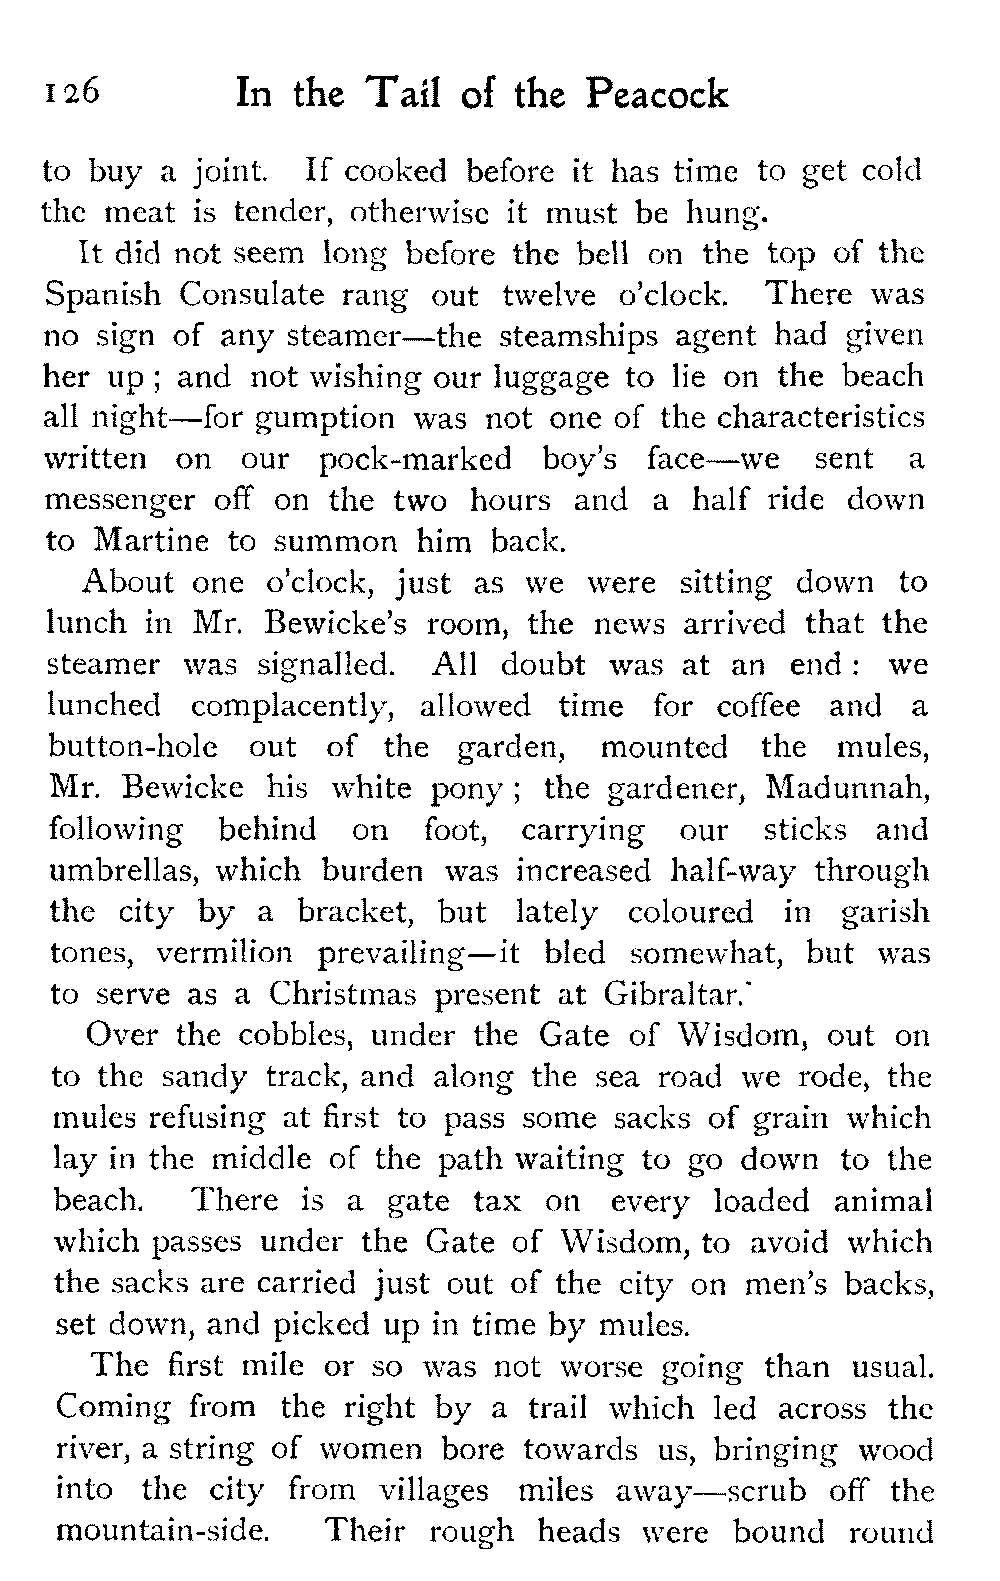 126 In the Tail of the Peacock
to buy a joint. If cooked before it has time to get cold
the meat is tender, otherwise it must be hung.
It did not seem long before the bell on the top of the
Spanish Consulate rang out twelve o'clock. There was
no sign of any steamer—the steamships agent had given
her up ; and not wishing our luggage to lie on the beach
all night—for gumption was not one of the characteristics
written on our pock-marked boy's face—we sent a
messenger off on the two hours and a half ride down
to Martine to summon him back.
About one o'clock, just as we were sitting down to
lunch in Mr. Bewicke's room, the news arrived that the
steamer was signalled. All doubt was at an end : we
lunched complacently, allowed time for coffee and a
button-hole out of the garden, mounted the mules,
Mr. Bewicke his white pony ; the gardener, Madunnah,
following behind on foot, carrying our sticks and
umbrellas, which burden was increased half-way through
the city by a bracket, but lately coloured in garish
tones, vermilion prevailing—it bled somewhat, but was
to serve as a Christmas present at Gibraltar.
Over the cobbles, under the Gate of Wisdom, out on
to the sandy track, and along the sea road we rode, the
mules refusing at first to pass some sacks of grain which
lay in the middle of the path waiting to go down to the
beach. There is a gate tax on every loaded animal
which passes under the Gate of Wisdom, to avoid which
the sacks are carried just out of the city on men's backs,
set down, and picked up in time by mules.
The first mile or so was not worse going than usual.
Coming from the right by a trail which led across the
river, a string of women bore towards us, bringing wood
into the city from villages miles away—scrub off the
mountain-side. Their rough heads were bound round